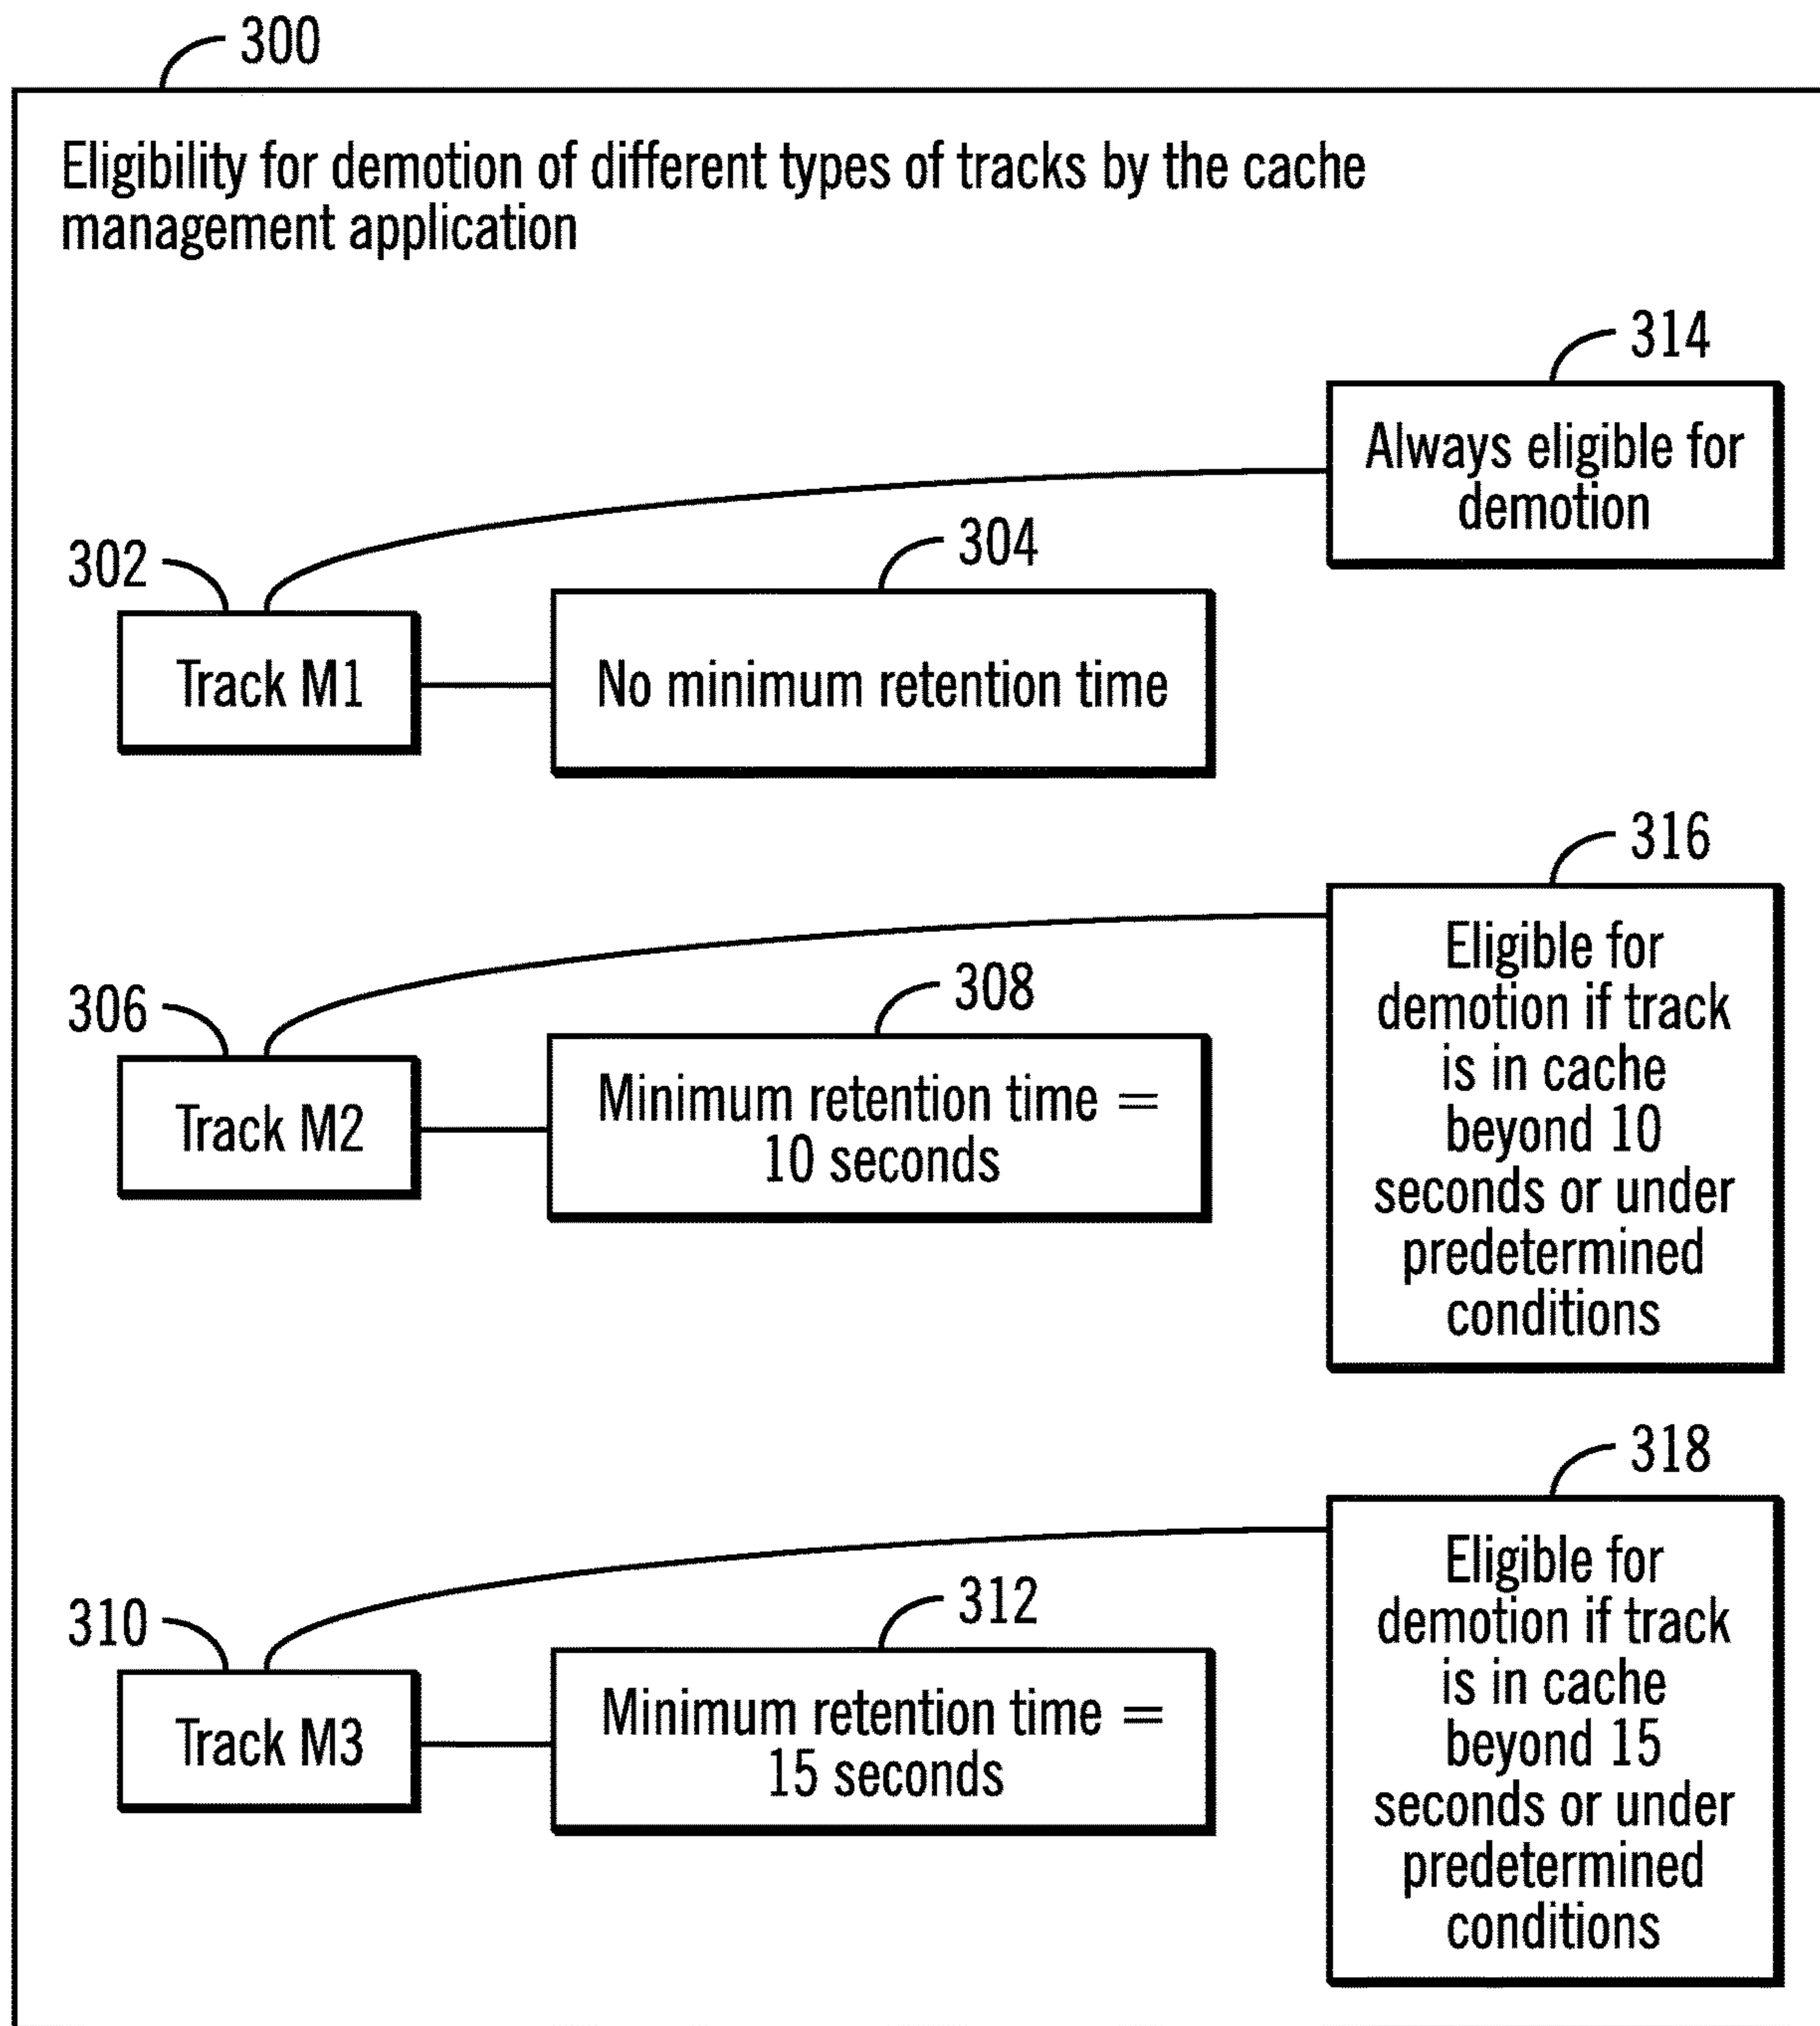 300
Eligibility for demotion of different types of tracks by the cache
management application
314
Always eligible for
demotion
302
Track M1
304
No minimum retention time
316
Eligible for
demotion if track
is in cache
beyond 10
seconds or under
predetermined
conditions
306
Track M2
308
Minimum retention time =
10 seconds
318
Eligible for
demotion if track
is in cache
beyond 15
seconds or under
predetermined
conditions
310
Track M3
312
Minimum retention time =
15 seconds